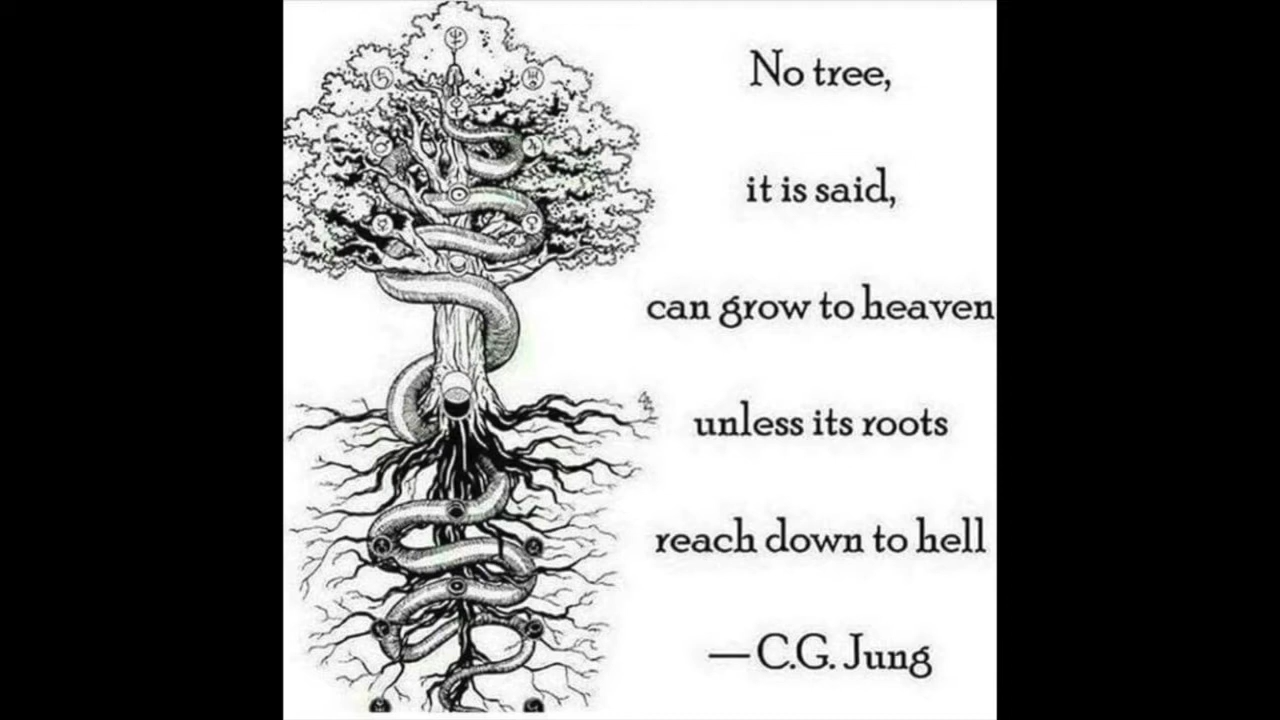 No tree,
it is said,
can grow to heaven
unless its roots
reach down to hell
— C.G. Jung